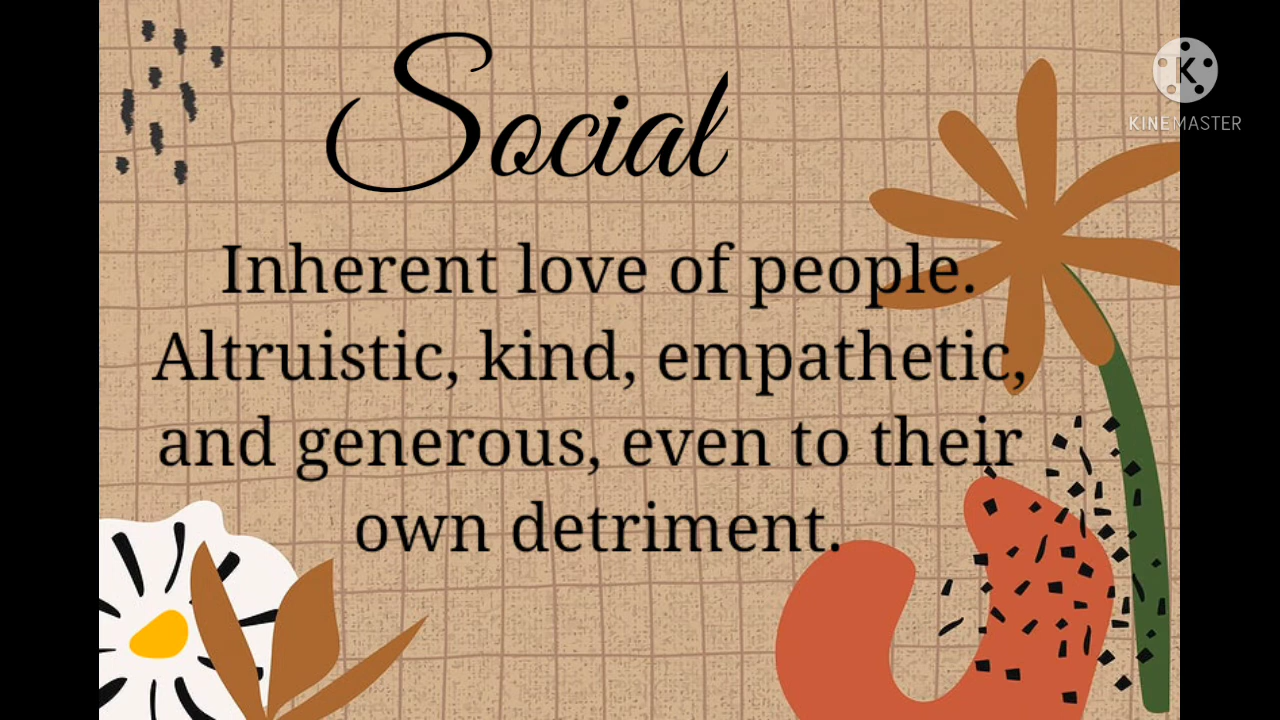 Social
KINEMASTER
Inherent love of people.
Altruistic, kind, empathetic,
and generous, even to their
own detriment.